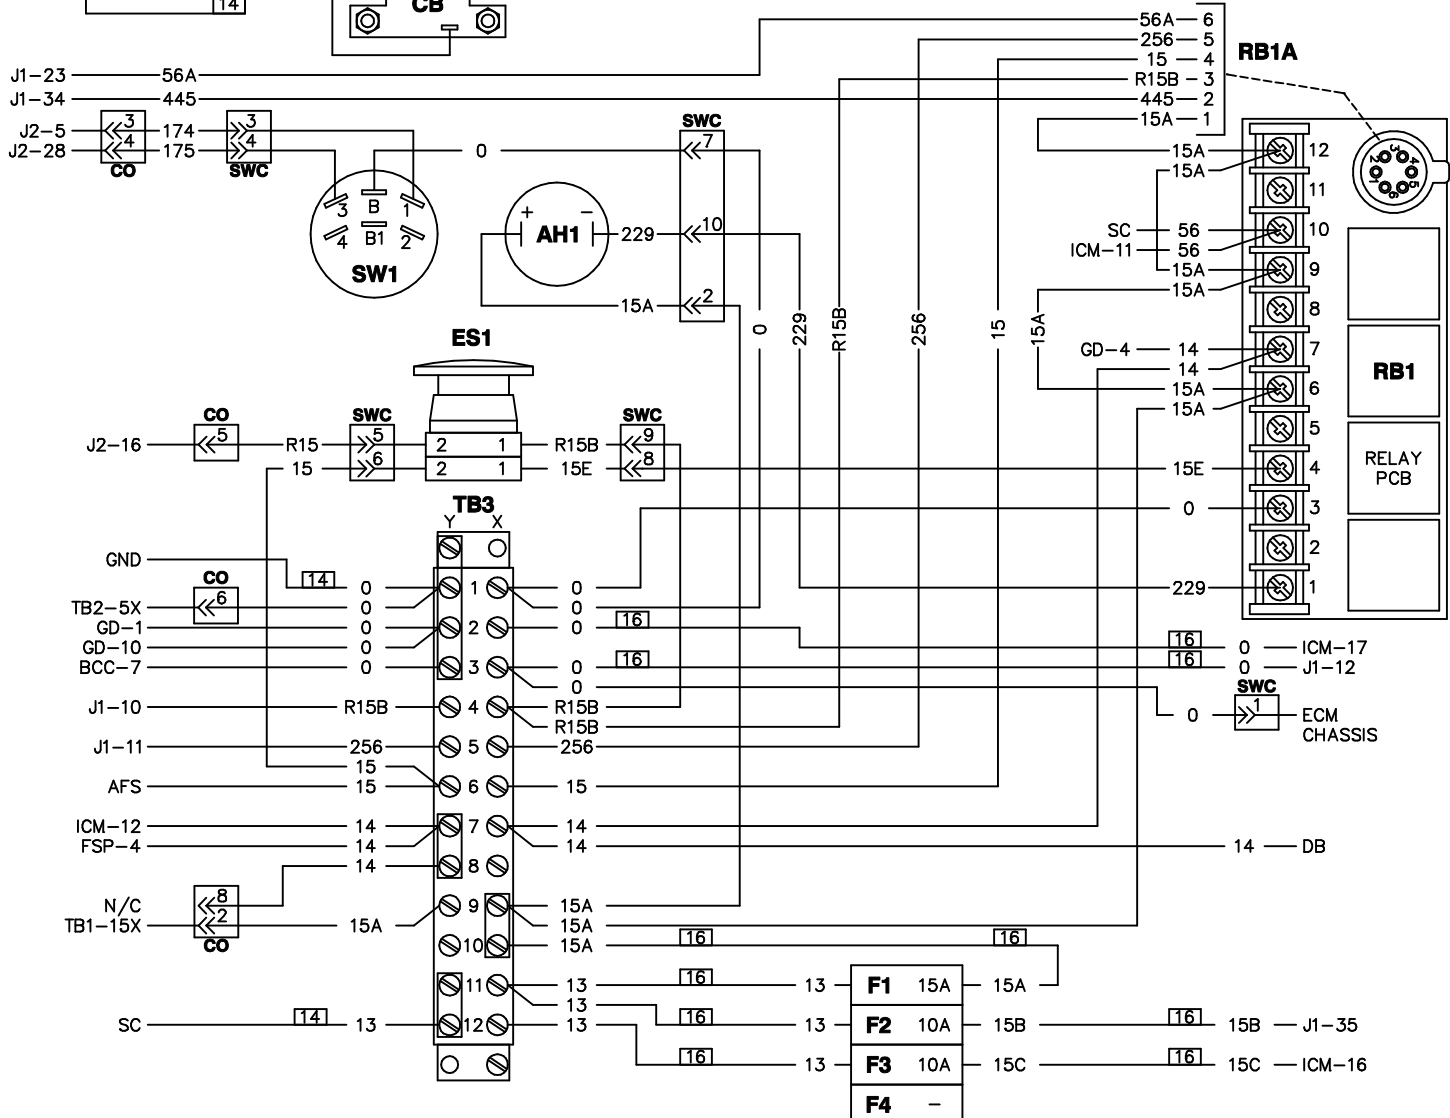 14
CB
56A 6
256 5
15 4
R15B 3
445 2
15A 1
RB1A
J1-23 56A
J1-34 445
J2-5 3 174 3
J2-28 4 175 4
CO SWC
SWC
7
0
10
2
3 B 1
4 B1 2
SW1
+ -
AH1
229
15A
15A 12
15A
11
SC 56 10
ICM-11 56
15A 9
15A
8
GD-4 14 7
14
15A 6
15A
5
15E 4
0 3
2
229 1
3 4
2 5
1 6
RB1
RELAY
PCB
0
229
R15B
256
15
15A
ES1
CO SWC SWC
J2-16 5 R15 5 2 1 R15B 9
15 6 2 1 15E 8
TB3
Y X
GND
14 0 1 0
CO
TB2-5X 6 0 0
GD-1 0 2 0 16
GD-10 0
16 0 ICM-17
BCC-7 0 3 0 16 16 0 J1-12
0
SWC
0 1 ECM
CHASSIS
J1-10 R15B 4 R15B
R15B
J1-11 256 5 256
15
AFS 15 6 15
ICM-12 14 7 14
FSP-4 14 14 14 DB
14 8
N/C 8 9 15A
TB1-15X 2 15A 15A
CO
10 15A 16 16
11 13 16 13 F1 15A 15A
13
SC 14 13 12 13
16 13 F2 10A 15B 16 15B J1-35
16 13 F3 10A 15C 16 15C ICM-16
F4 -